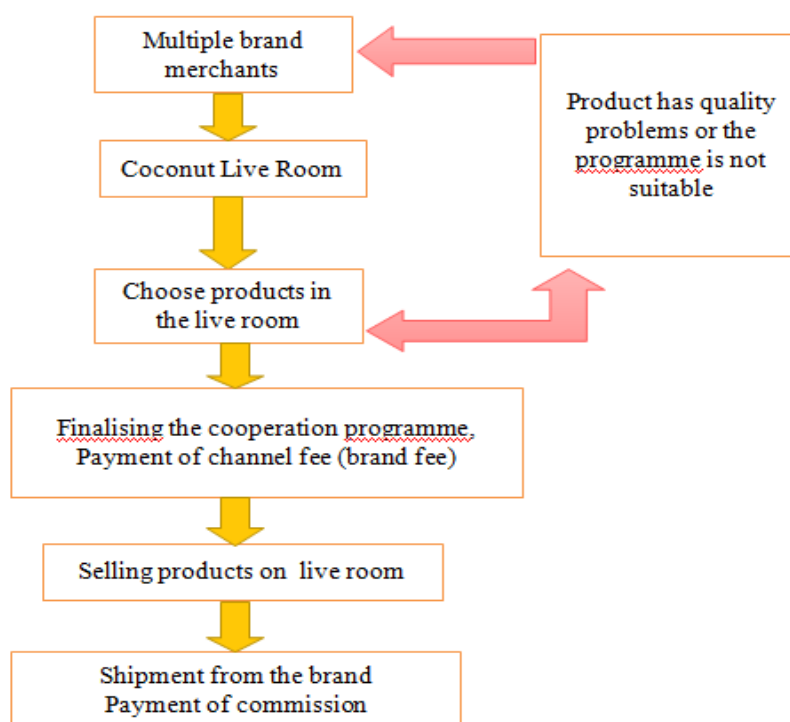 Multiple brand
merchants
Product has quality
problems or the
programme is not
suitable
Coconut Live Room
Choose products in
the live room
Finalising the cooperation programme,
Payment of channel fee (brand fee)
Selling products on live room
Shipment from the brand
Payment of commission